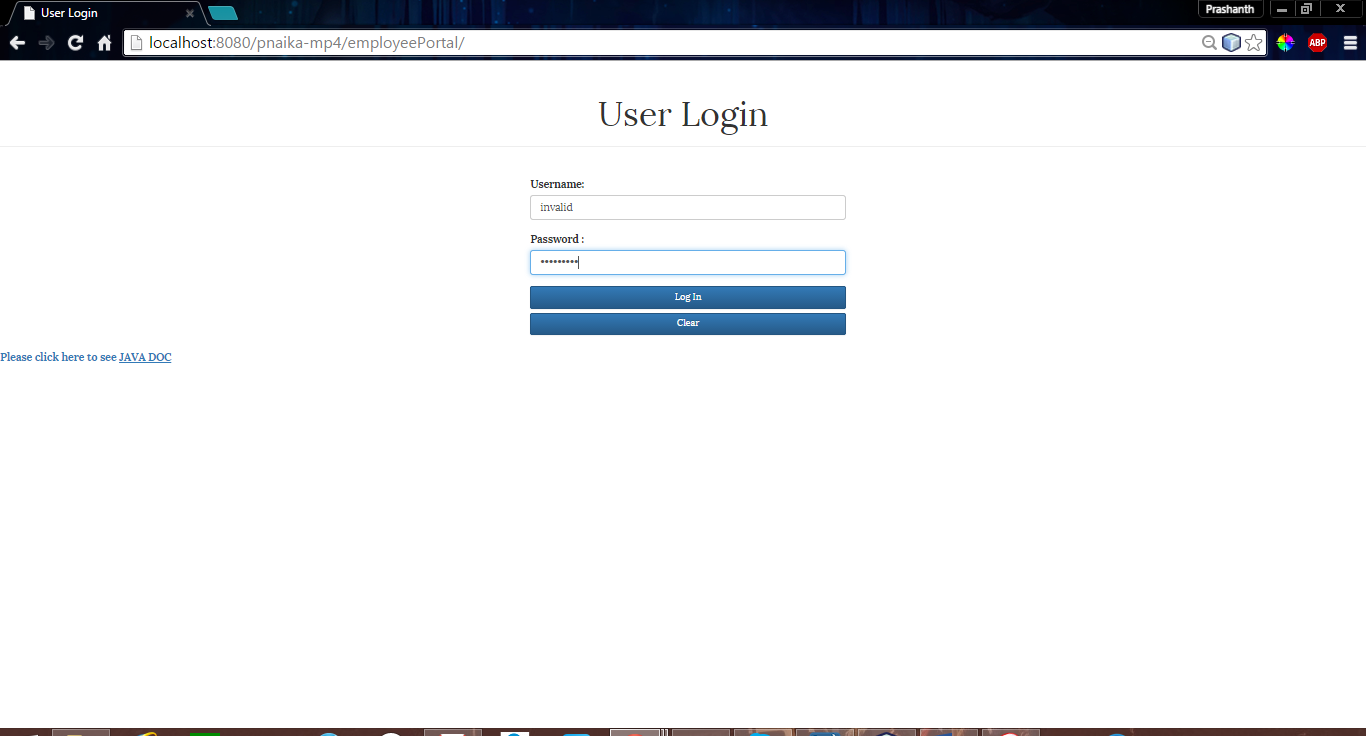 User Login
Prashanth
localhost:8080/pnaika-mp4/employeePortal/
ABP
User Login
Username:
invalid
Password :
•••••••••
Log In
Clear
Please click here to see JAVA DOC